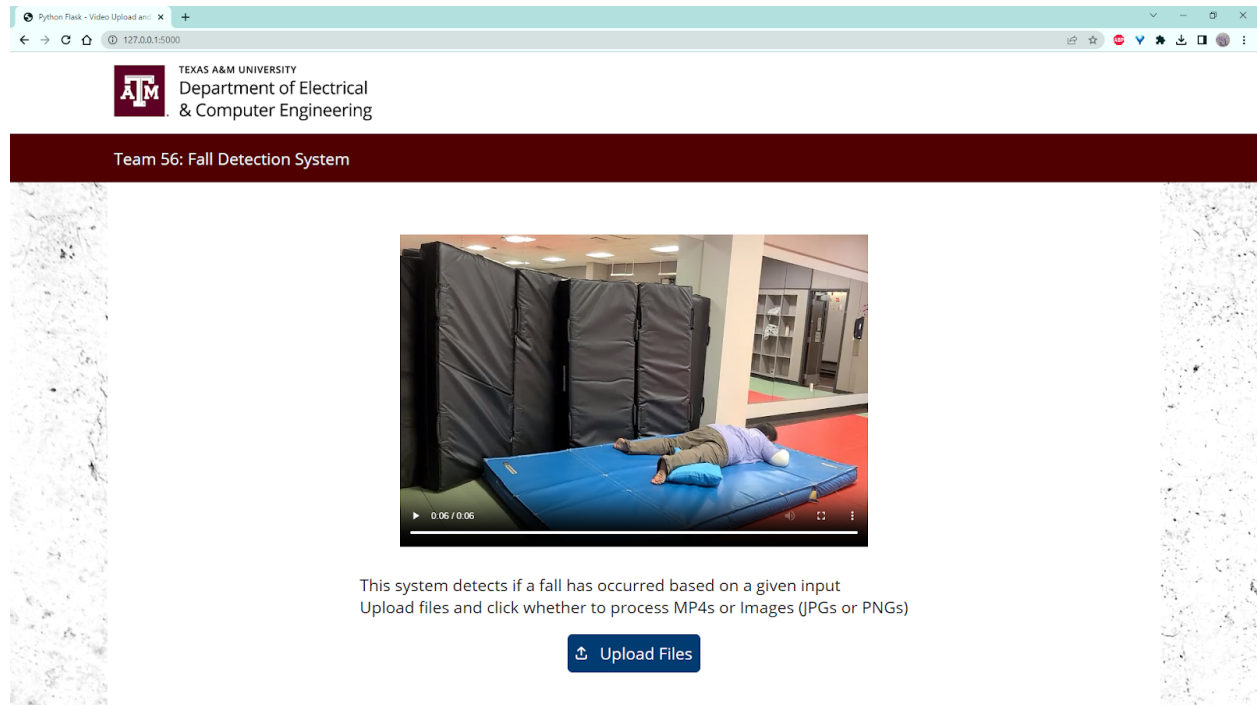 Python Flask - Video Upload and
127.0.0.1:5000
ABP
TEXAS A&M UNIVERSITY
Department of Electrical
& Computer Engineering
ATM
Team 56: Fall Detection System
0:06 / 0:06
This system detects if a fall has occurred based on a given input
Upload files and click whether to process MP4s or Images (JPGs or PNGs)
Upload Files